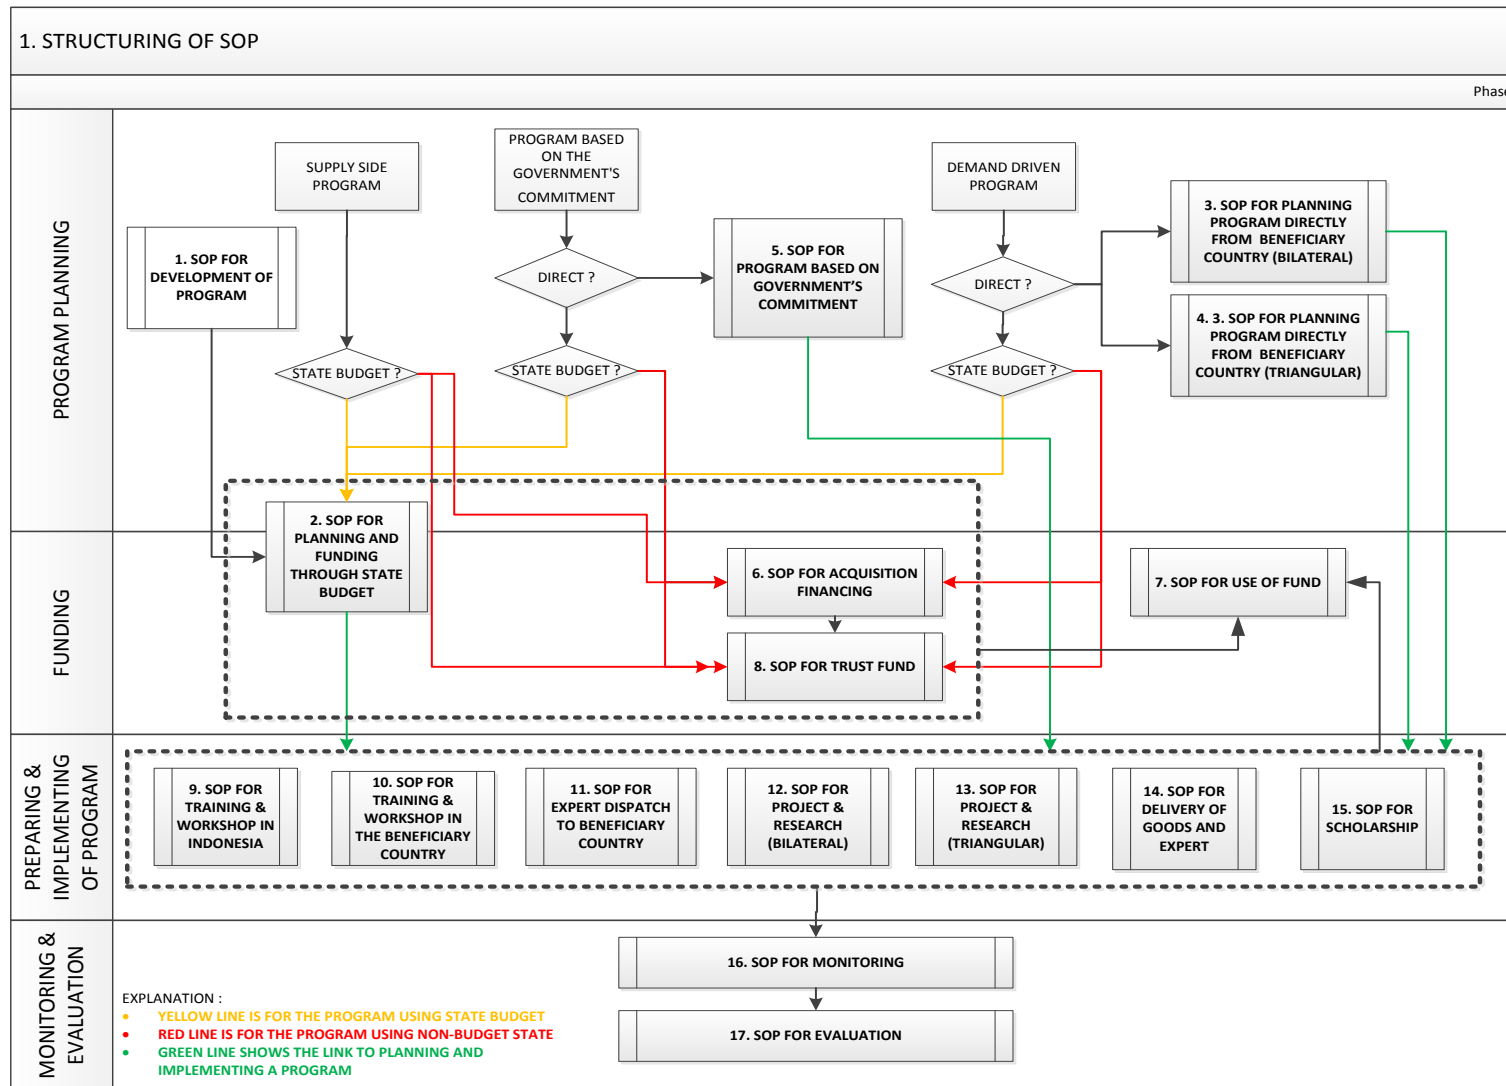 1. STRUCTURING OF SOP
Phase
PROGRAM PLANNING
SUPPLY SIDE
PROGRAM
PROGRAM BASED
ON THE
GOVERNMENT'S
COMMITMENT
DEMAND DRIVEN
PROGRAM
1. SOP FOR
DEVELOPMENT OF
PROGRAM
DIRECT ?
5. SOP FOR
PROGRAM BASED ON
GOVERNMENT'S
COMMITMENT
DIRECT ?
3. SOP FOR PLANNING
PROGRAM DIRECTLY
FROM BENEFICIARY
COUNTRY (BILATERAL)
4. 3. SOP FOR PLANNING
PROGRAM DIRECTLY
FROM BENEFICIARY
COUNTRY (TRIANGULAR)
STATE BUDGET ?
STATE BUDGET ?
STATE BUDGET ?
FUNDING
2. SOP FOR
PLANNING AND
FUNDING
THROUGH STATE
BUDGET
6. SOP FOR ACQUISITION
FINANCING
7. SOP FOR USE OF FUND
8. SOP FOR TRUST FUND
PREPARING &
IMPLEMENTING
OF PROGRAM
9. SOP FOR
TRAINING &
WORKSHOP IN
INDONESIA
10. SOP FOR
TRAINING &
WORKSHOP IN
THE BENEFICIARY
COUNTRY
11. SOP FOR
EXPERT DISPATCH
TO BENEFICIARY
COUNTRY
12. SOP FOR
PROJECT &
RESEARCH
(BILATERAL)
13. SOP FOR
PROJECT &
RESEARCH
(TRIANGULAR)
14. SOP FOR
DELIVERY OF
GOODS AND
EXPERT
15. SOP FOR
SCHOLARSHIP
MONITORING &
EVALUATION
16. SOP FOR MONITORING
17. SOP FOR EVALUATION
EXPLANATION :
• YELLOW LINE IS FOR THE PROGRAM USING STATE BUDGET
• RED LINE IS FOR THE PROGRAM USING NON-BUDGET STATE
• GREEN LINE SHOWS THE LINK TO PLANNING AND
IMPLEMENTING A PROGRAM